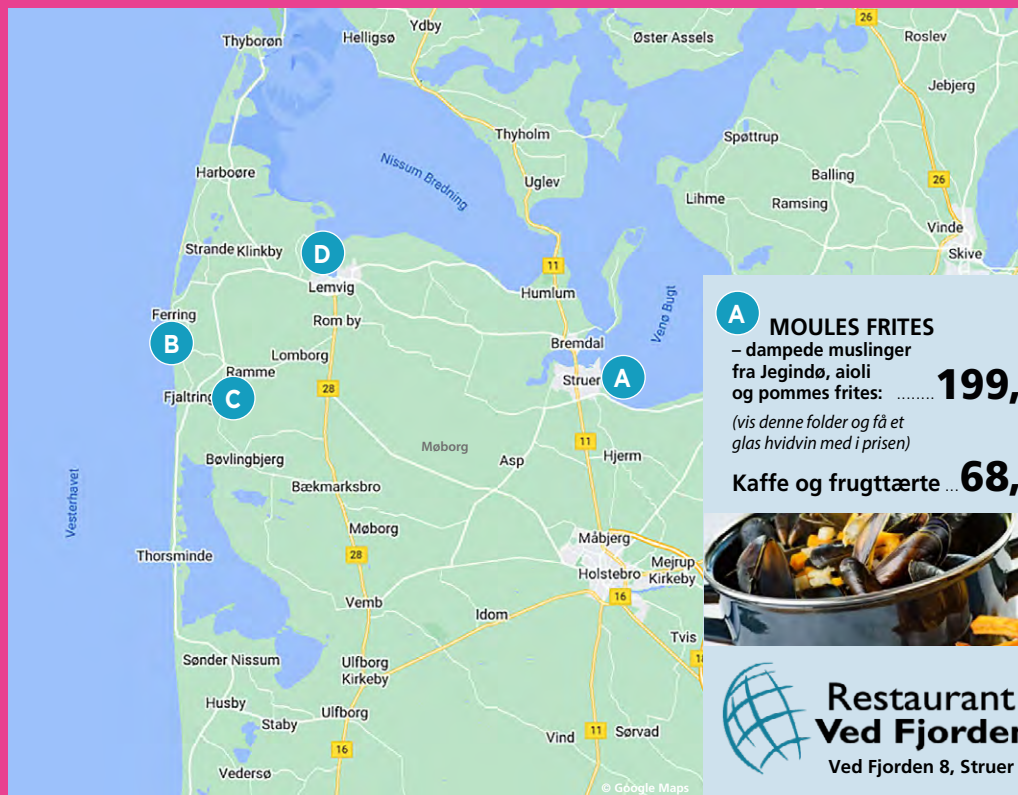 Thyborøn
Helligsø
Ydby
Øster Assels
26
Roslev
Jebjerg
Thyholm
Spøttrup
Nissum Bredning
Harboøre
Uglev
Balling
26
Lihme
Ramsing
Vinde
Skive
Strande
Klinkby
D
Lemvig
11
Humlum
Venø Bugt
Ferring
B
Rom by
Bremdal
Lomborg
Ramme
Struer
A
Fjaltring
C
28
Møborg
11
Asp
Hjerm
Bøvlingbjerg
Bækmarksbro
Vesterhavet
Møborg
Thorsminde
28
Måbjerg
Mejrup
Kirkeby
Holstebro
16
Vemb
Idom
Tvis
Sønder Nissum
Ulfborg
Kirkeby
Husby
Staby
Ulfborg
16
Vind
11
Sørvad
Vedersø
© Google Maps
A
MOULES FRITES
– dampede muslinger
fra Jegindø, aioli
og pommes frites: ........ 199,
(vis denne folder og få et
glas hvidvin med i prisen)
Kaffe og frugttærte ... 68,
Restaurant
Ved Fjorden
Ved Fjorden 8, Struer